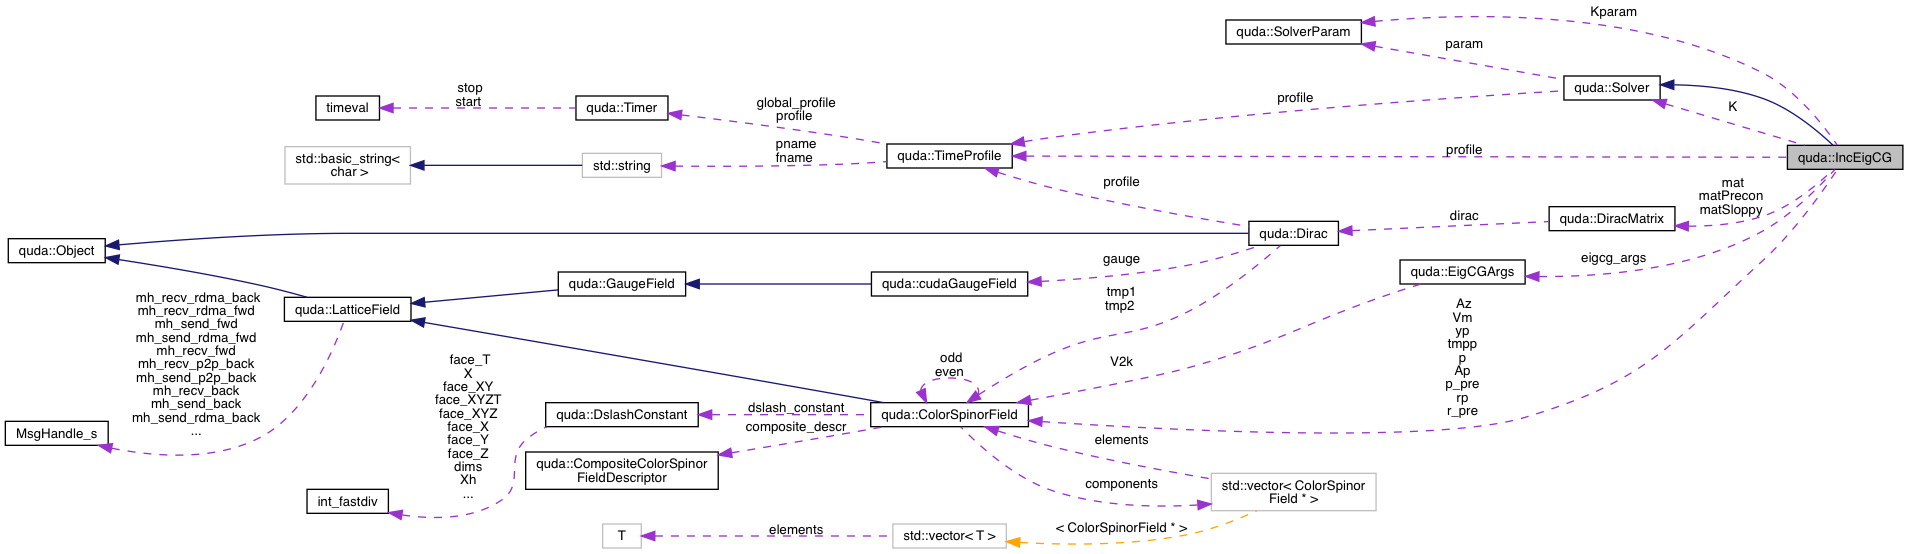 Kparam
quda::SolverParam
param
stop
start
quda::Solver
timeval
quda::Timer
global_profile
profile
profile
K
pname
fname
std::basic_string<
char >
std::string
quda::TimeProfile
profile
quda::IncEigCG
profile
mat
matPrecon
matSloppy
dirac
quda::DiracMatrix
quda::Object
quda::Dirac
gauge
eigcg_args
quda::EigCGArgs
quda::GaugeField
quda::cudaGaugeField
tmp1
tmp2
mh_recv_rdma_back
mh_recv_rdma_fwd
mh_send_fwd
mh_send_rdma_fwd
mh_recv_fwd
mh_recv_p2p_back
mh_send_p2p_back
mh_recv_back
mh_send_back
mh_send_rdma_back
...
quda::LatticeField
Az
Vm
yp
tmpp
p
Ap
p_pre
rp
r_pre
face_T
X
face_XY
face_XYZT
face_XYZ
face_X
face_Y
face_Z
dims
Xh
...
odd
even
V2k
MsgHandle_s
quda::DslashConstant
dslash_constant
quda::ColorSpinorField
composite_descr
elements
quda::CompositeColorSpinor
FieldDescriptor
components
std::vector< ColorSpinor
Field * >
int_fastdiv
< ColorSpinorField * >
T
elements
std::vector< T >